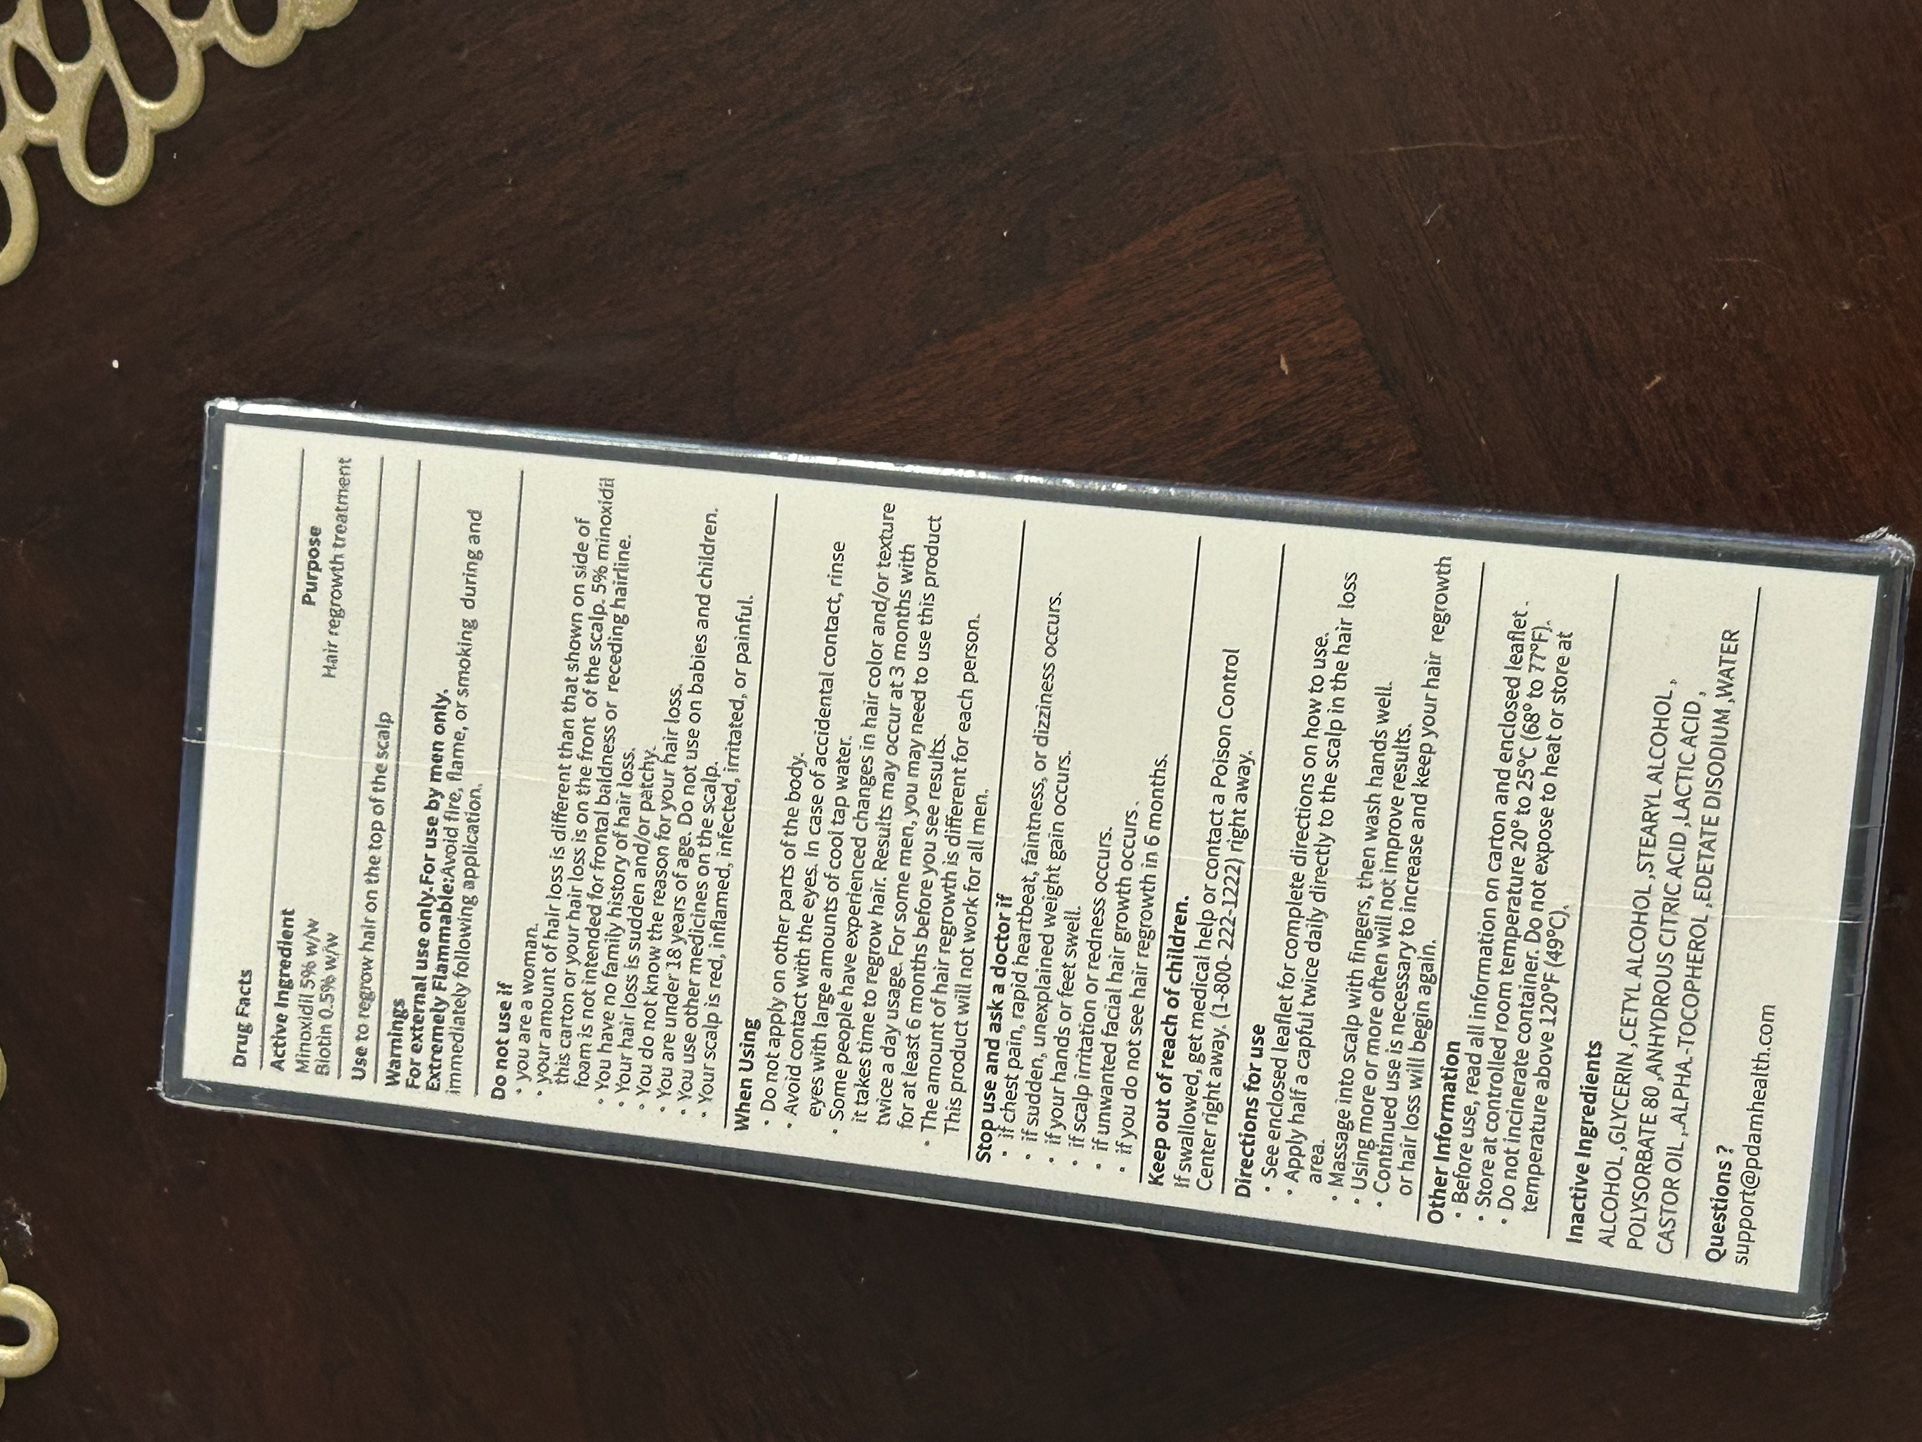 Drug Facts
Active Ingredient Purpose
Minoxidil 5% w/w Hair regrowth treatment
Biotin 0.5% w/w
Use to regrow hair on the top of the scalp
Warnings
For external use only.For use by men only.
Extremely Flammable:Avoid fire, flame, or smoking during and
immediately following application.
Do not use if
• you are a woman.
• your amount of hair loss is different than that shown on side of
this carton or your hair loss is on the front of the scalp. 5% minoxidil
foam is not intended for frontal baldness or receding hairline.
• You have no family history of hair loss.
• Your hair loss is sudden and/or patchy.
• You do not know the reason for your hair loss.
• You are under 18 years of age. Do not use on babies and children.
• You use other medicines on the scalp.
• Your scalp is red, inflamed, infected, irritated, or painful.
When Using
• Do not apply on other parts of the body.
• Avoid contact with the eyes. In case of accidental contact, rinse
eyes with large amounts of cool tap water.
• Some people have experienced changes in hair color and/or texture
it takes time to regrow hair. Results may occur at 3 months with
twice a day usage. For some men, you may need to use this product
for at least 6 months before you see results.
• The amount of hair regrowth is different for each person.
This product will not work for all men.
Stop use and ask a doctor if
• if chest pain, rapid heartbeat, faintness, or dizziness occurs.
• if sudden, unexplained weight gain occurs.
• if your hands or feet swell.
• if scalp irritation or redness occurs.
• if unwanted facial hair growth occurs .
• if you do not see hair regrowth in 6 months.
Keep out of reach of children.
If swallowed, get medical help or contact a Poison Control
Center right away. (1-800- 222-1222) right away.
Directions for use
• See enclosed leaflet for complete directions on how to use.
• Apply half a capful twice daily directly to the scalp in the hair loss
area.
• Massage into scalp with fingers, then wash hands well.
• Using more or more often will not improve results.
• Continued use is necessary to increase and keep your hair regrowth
or hair loss will begin again.
Other Information
• Before use, read all information on carton and enclosed leaflet .
• Store at controlled room temperature 20° to 25°C (68° to 77°F).
• Do not incinerate container. Do not expose to heat or store at
temperature above 120°F (49°C).
Inactive Ingredients
ALCOHOL ,GLYCERIN ,CETYL ALCOHOL ,STEARYL ALCOHOL ,
POLYSORBATE 80 ,ANHYDROUS CITRIC ACID ,LACTIC ACID ,
CASTOR OIL ,.ALPHA.-TOCOPHEROL ,EDETATE DISODIUM ,WATER
Questions ?
support@pdamhealth.com